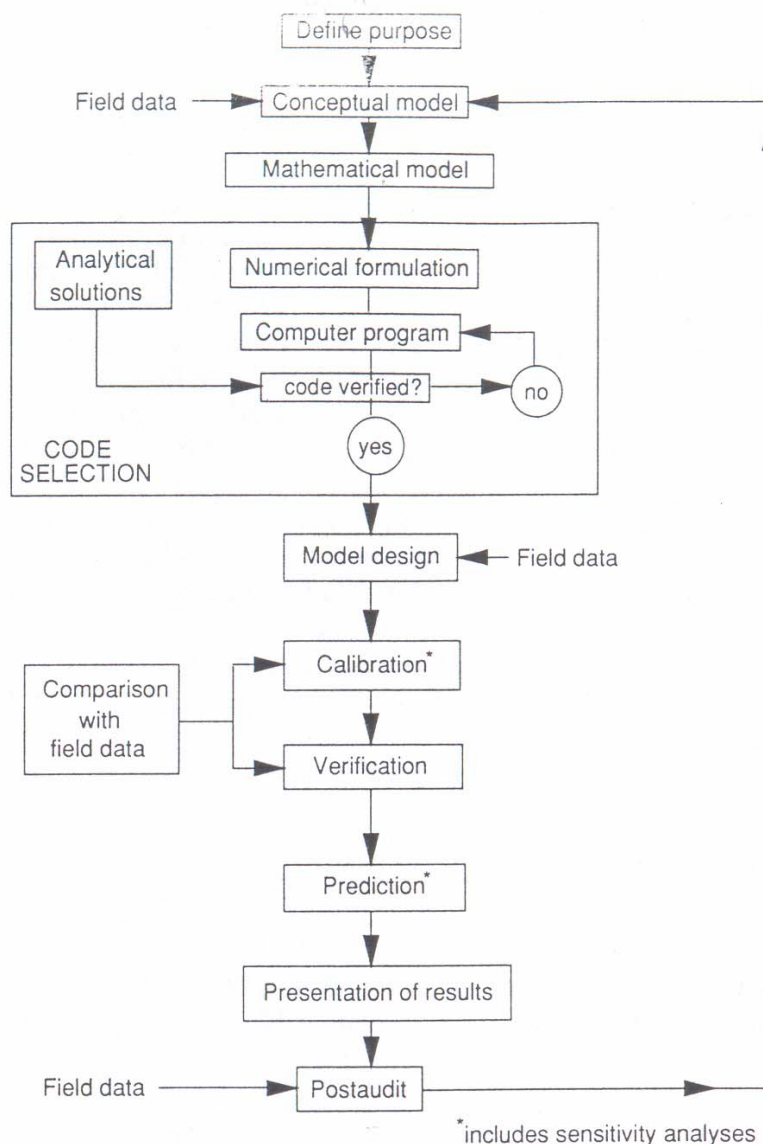 Define purpose
Field data
Conceptual model
Mathematical model
Analytical
solutions
Numerical formulation
Computer program
code verified?
no
yes
CODE
SELECTION
Model design
Field data
Calibration*
Comparison
with
field data
Verification
Prediction*
Presentation of results
Field data
Postaudit
*includes sensitivity analyses